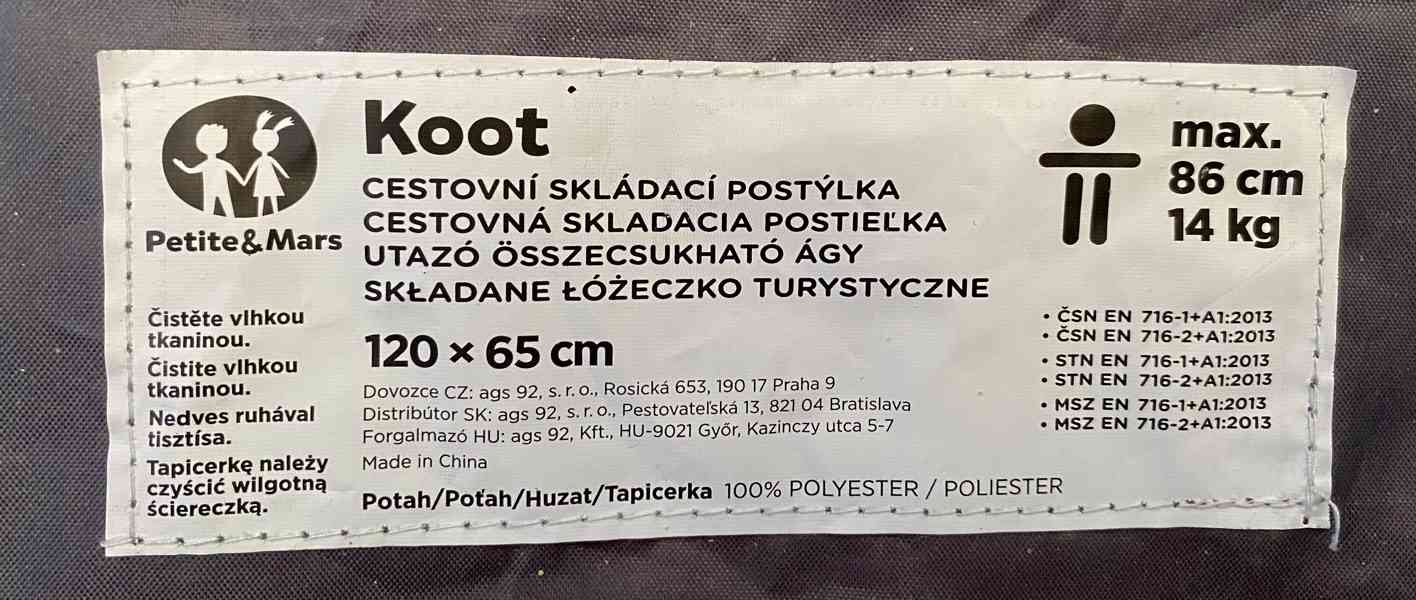 Petite&Mars
Čistěte vlhkou
tkaninou.
Čistite vlhkou
tkaninou.
Nedves ruhával
tisztísa.
Tapicerkę należy
czyścić wilgotną
ściereczką.
Koot
CESTOVNÍ SKLÁDACÍ POSTÝLKA
CESTOVNÁ SKLADACIA POSTIEĽKA
UTAZÓ ÖSSZECSUKHATÓ ÁGY
SKŁADANE ŁÓŻECZKO TURYSTYCZNE
120 × 65 cm
Dovozce CZ: ags 92, s. r. o., Rosická 653, 190 17 Praha 9
Distribútor SK: ags 92, s. r. o., Pestovateľská 13, 821 04 Bratislava
Forgalmazó HU: ags 92, Kft., HU-9021 Győr, Kazinczy utca 5-7
Made in China
Potah/Poťah/Huzat/Tapicerka 100% POLYESTER / POLIESTER
max.
86 cm
14 kg
• ČSN EN 716-1+A1:2013
• ČSN EN 716-2+A1:2013
• STN EN 716-1+A1:2013
• STN EN 716-2+A1:2013
• MSZ EN 716-1+A1:2013
• MSZ EN 716-2+A1:2013